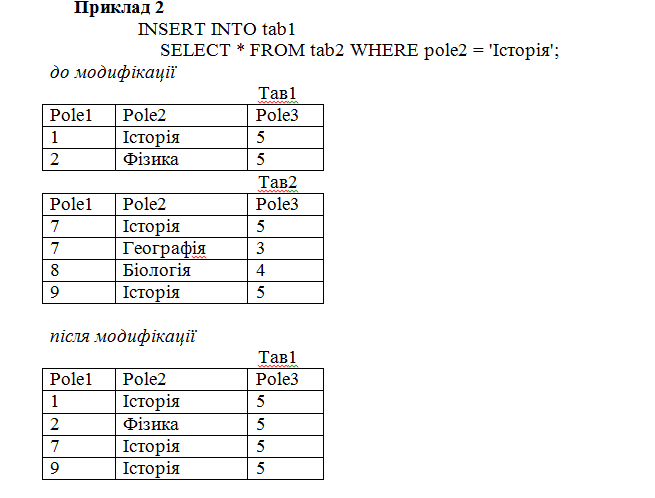 Приклад 2
INSERT INTO tab1
SELECT * FROM tab2 WHERE pole2 = 'Історія';
до модифікації
Тав1
Pole1 Pole2 Pole3
1 Історія 5
2 Фізика 5
Тав2
Pole1 Pole2 Pole3
7 Історія 5
7 Географія 3
8 Біологія 4
9 Історія 5
після модифікації
Тав1
Pole1 Pole2 Pole3
1 Історія 5
2 Фізика 5
7 Історія 5
9 Історія 5